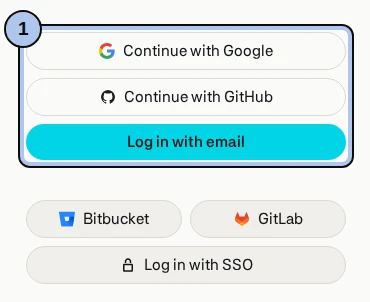 1
Continue with Google
Continue with GitHub
Log in with email
Bitbucket
GitLab
Log in with SSO